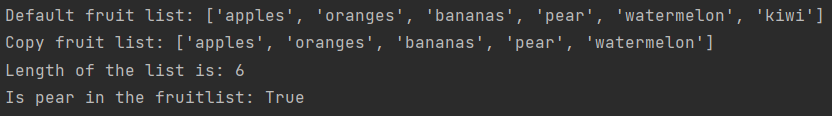 Default fruit list: ['apples', 'oranges', 'bananas', 'pear', 'watermelon', 'kiwi']
Copy fruit list: ['apples', 'oranges', 'bananas', 'pear', 'watermelon']
Length of the list is: 6
Is pear in the fruitlist: True